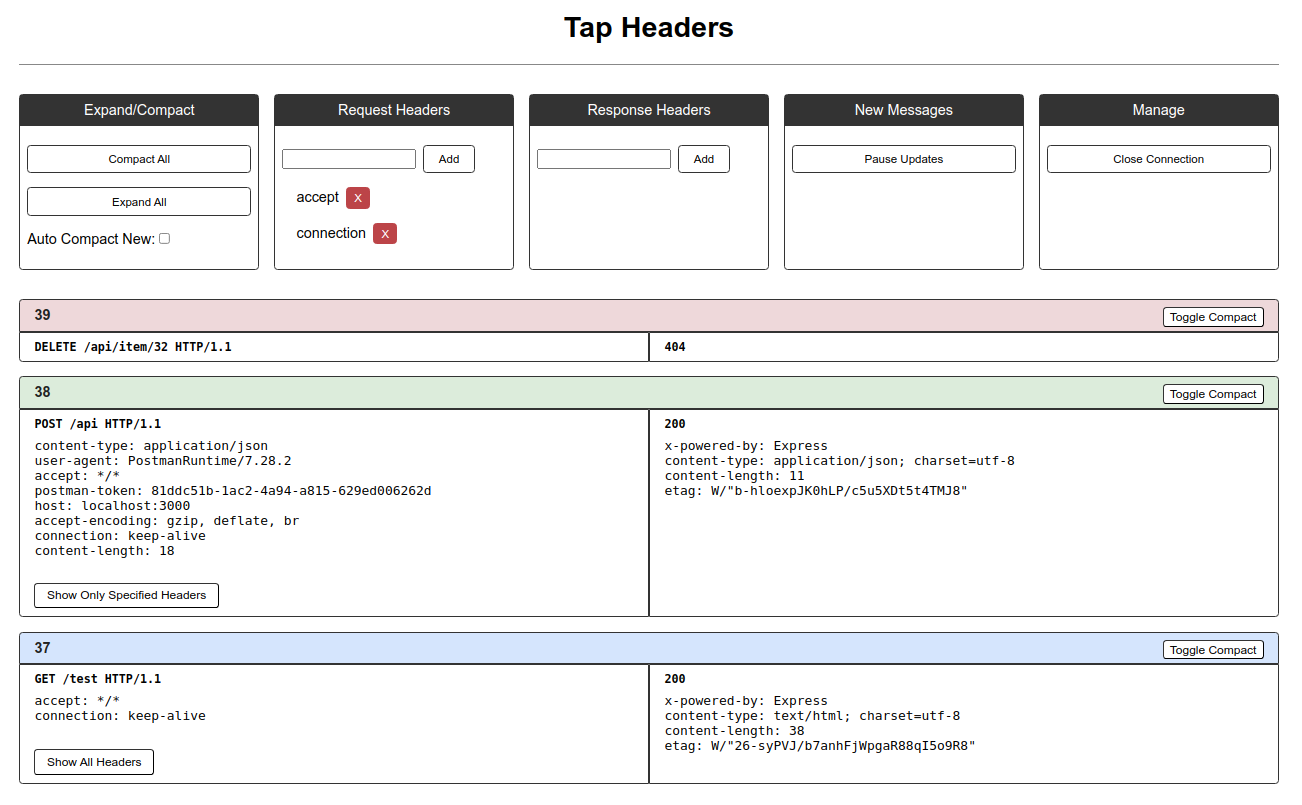 Tap Headers
Expand/Compact
Compact All
Expand All
Auto Compact New:
Request Headers
Add
accept X
connection X
Response Headers
Add
New Messages
Pause Updates
Manage
Close Connection
39 Toggle Compact
DELETE /api/item/32 HTTP/1.1
404
38 Toggle Compact
POST /api HTTP/1.1
content-type: application/json
user-agent: PostmanRuntime/7.28.2
accept: */*
postman-token: 81ddc51b-1ac2-4a94-a815-629ed006262d
host: localhost:3000
accept-encoding: gzip, deflate, br
connection: keep-alive
content-length: 18
Show Only Specified Headers
200
x-powered-by: Express
content-type: application/json; charset=utf-8
content-length: 11
etag: W/"b-hloexpJK0hLP/c5u5XDt5t4TMJ8"
37 Toggle Compact
GET /test HTTP/1.1
accept: */*
connection: keep-alive
Show All Headers
200
x-powered-by: Express
content-type: text/html; charset=utf-8
content-length: 38
etag: W/"26-syPVJ/b7anhFjWpgaR88qI5o9R8"